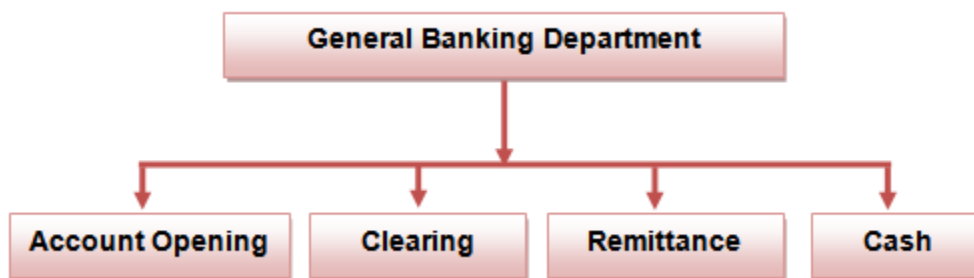 General Banking Department
Account Opening
Clearing
Remittance
Cash